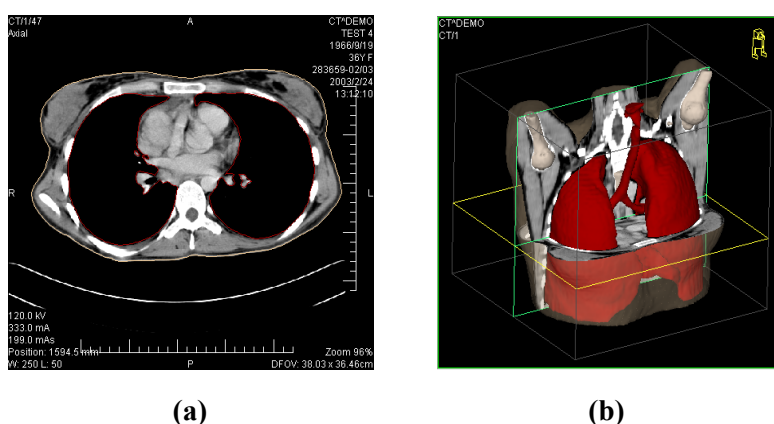 CT/1/47
Axial
A
CT^DEMO
TEST 4
1966/9/19
36Y F
283659-02/03
2003/2/24
13:12:10
R
L
120.0 kV
333.0 mA
199.0 mAs
Position: 1594.5 mm
W: 250 L: 50
P
Zoom 96%
DFOV: 38.03 x 36.46cm
CT^DEMO
CT/1
(a)
(b)